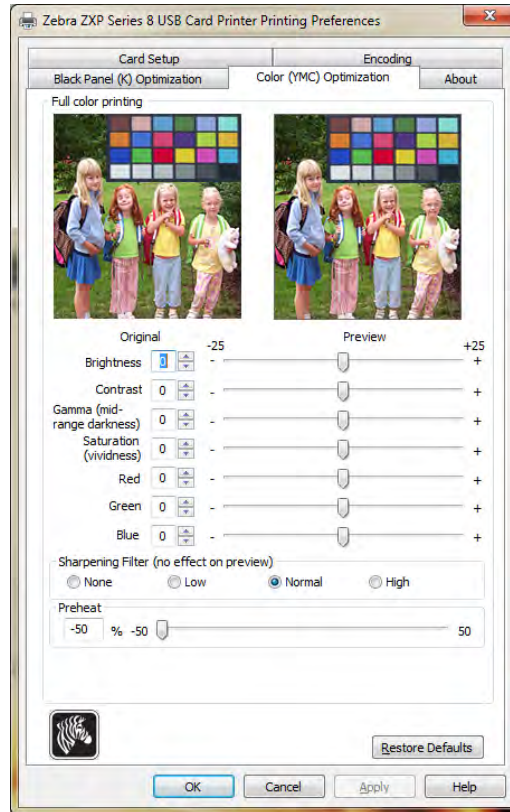 Zebra ZXP Series 8 USB Card Printer Printing Preferences
Card Setup
Encoding
Black Panel (K) Optimization
Color (YMC) Optimization
About
Full color printing
Original
Preview
-25
+25
Brightness 0 - +
Contrast 0 - +
Gamma (mid-
range darkness) 0 - +
Saturation
(vividness) 0 - +
Red 0 - +
Green 0 - +
Blue 0 - +
Sharpening Filter (no effect on preview)
None Low Normal High
Preheat
-50 % -50 50
Restore Defaults
OK Cancel Apply Help